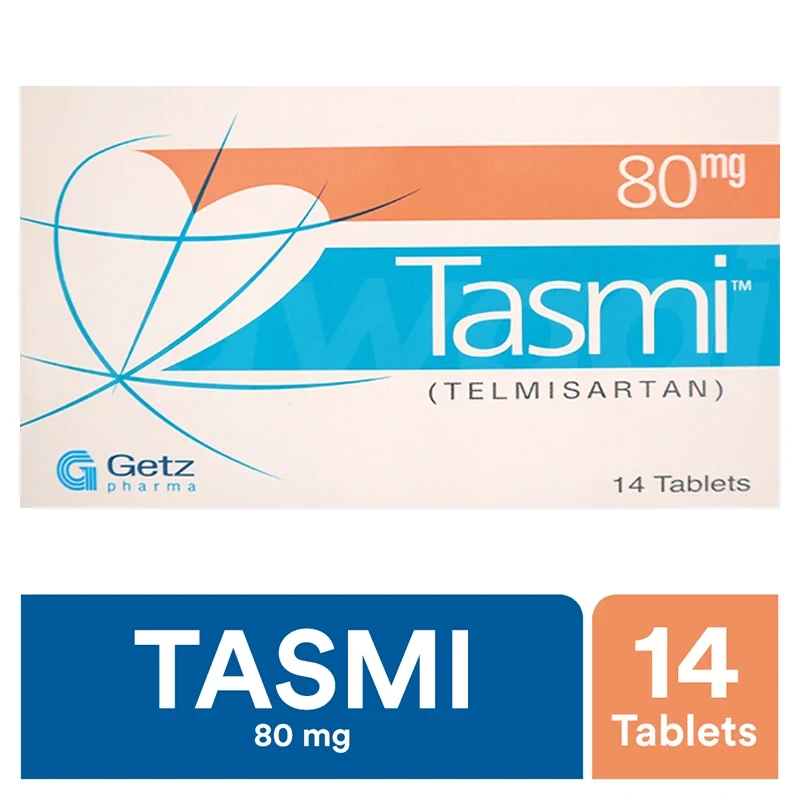 80mg
Tasmi™
(TELMISARTAN)
Getz
pharma
14 Tablets
TASMI
80 mg
14
Tablets